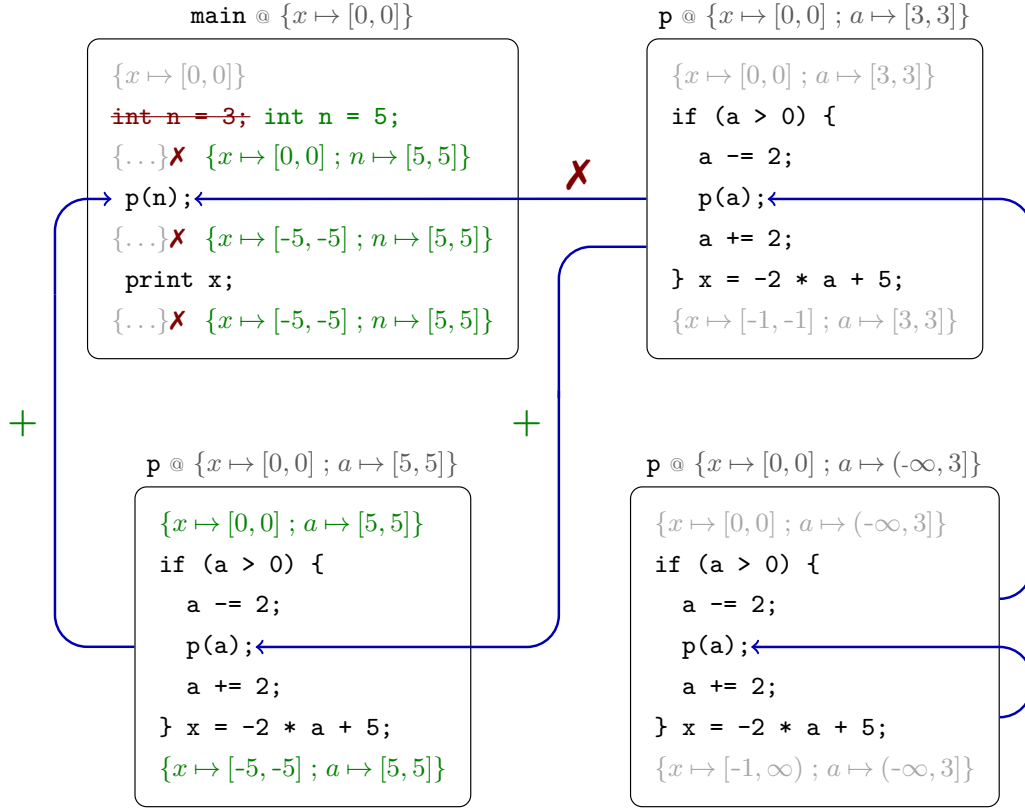 main @ {x ↦ [0, 0]}
{x ↦ [0, 0]}
int n = 3; int n = 5;
{...}✗ {x ↦ [0, 0] ; n ↦ [5, 5]}
p(n);
{...}✗ {x ↦ [-5, -5] ; n ↦ [5, 5]}
print x;
{...}✗ {x ↦ [-5, -5] ; n ↦ [5, 5]}
✗
p @ {x ↦ [0, 0] ; a ↦ [3, 3]}
{x ↦ [0, 0] ; a ↦ [3, 3]}
if (a > 0) {
a -= 2;
p(a);
a += 2;
} x = -2 * a + 5;
{x ↦ [-1, -1] ; a ↦ [3, 3]}
+
+
p @ {x ↦ [0, 0] ; a ↦ [5, 5]}
{x ↦ [0, 0] ; a ↦ [5, 5]}
if (a > 0) {
a -= 2;
p(a);
a += 2;
} x = -2 * a + 5;
{x ↦ [-5, -5] ; a ↦ [5, 5]}
p @ {x ↦ [0, 0] ; a ↦ (-∞, 3]}
{x ↦ [0, 0] ; a ↦ (-∞, 3]}
if (a > 0) {
a -= 2;
p(a);
a += 2;
} x = -2 * a + 5;
{x ↦ [-1, ∞) ; a ↦ (-∞, 3]}